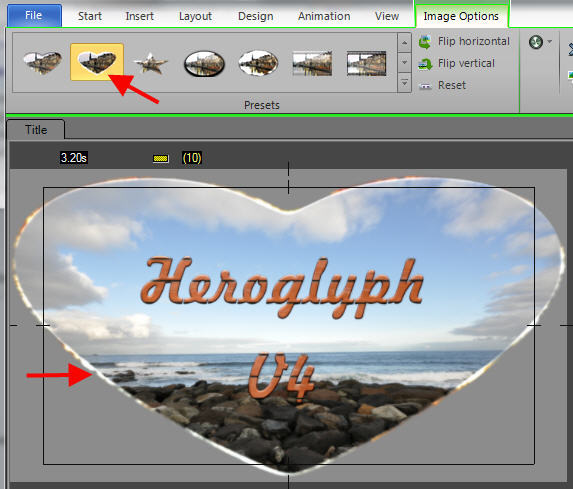 File Start Insert Layout Design Animation View Image Options
Flip horizontal
Flip vertical
Reset
Presets
Title
3.20s (10)
Heroglyph
V4